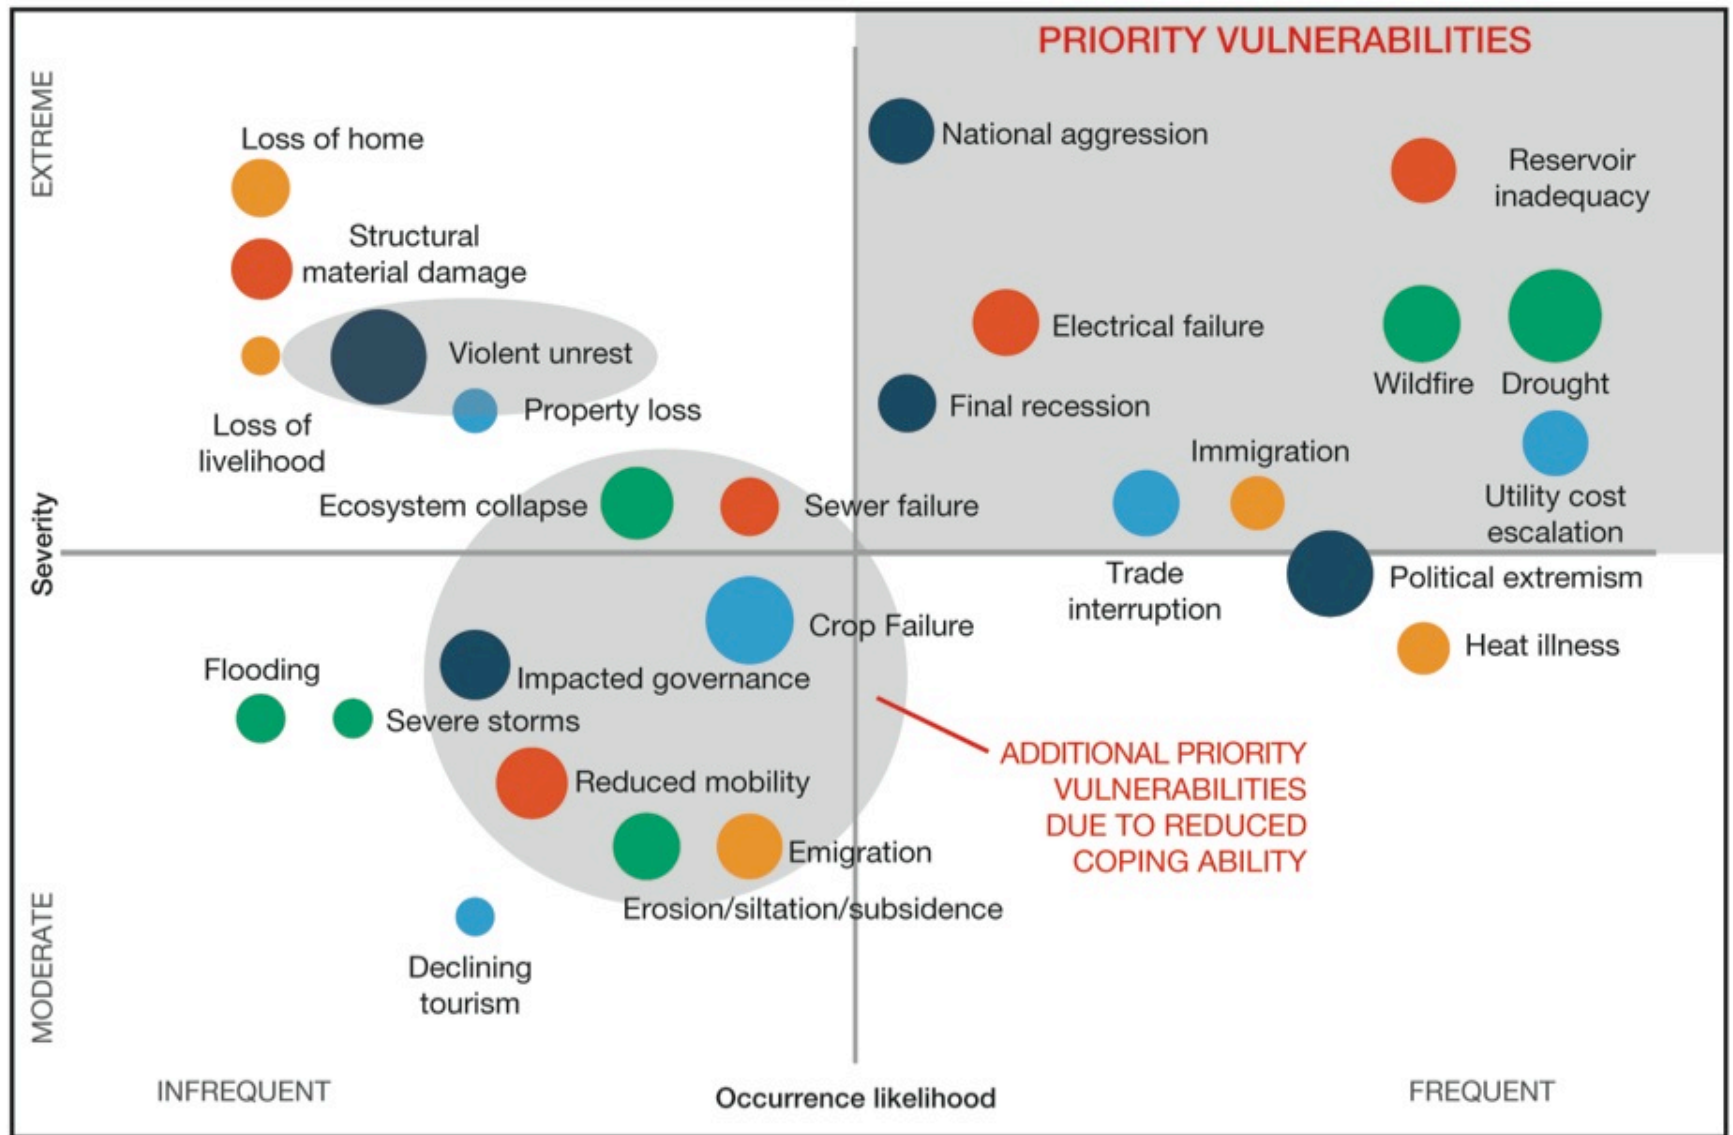 PRIORITY VULNERABILITIES
EXTREME
Loss of home
National aggression
Reservoir
inadequacy
Structural
material damage
Electrical failure
Violent unrest
Wildfire
Drought
Property loss
Final recession
Loss of
livelihood
Immigration
Ecosystem collapse
Sewer failure
Utility cost
escalation
Severity
Trade
interruption
Political extremism
Crop Failure
Heat illness
Flooding
Impacted governance
Severe storms
ADDITIONAL PRIORITY
VULNERABILITIES
DUE TO REDUCED
COPING ABILITY
Reduced mobility
Emigration
Erosion/siltation/subsidence
MODERATE
Declining
tourism
INFREQUENT
Occurrence likelihood
FREQUENT